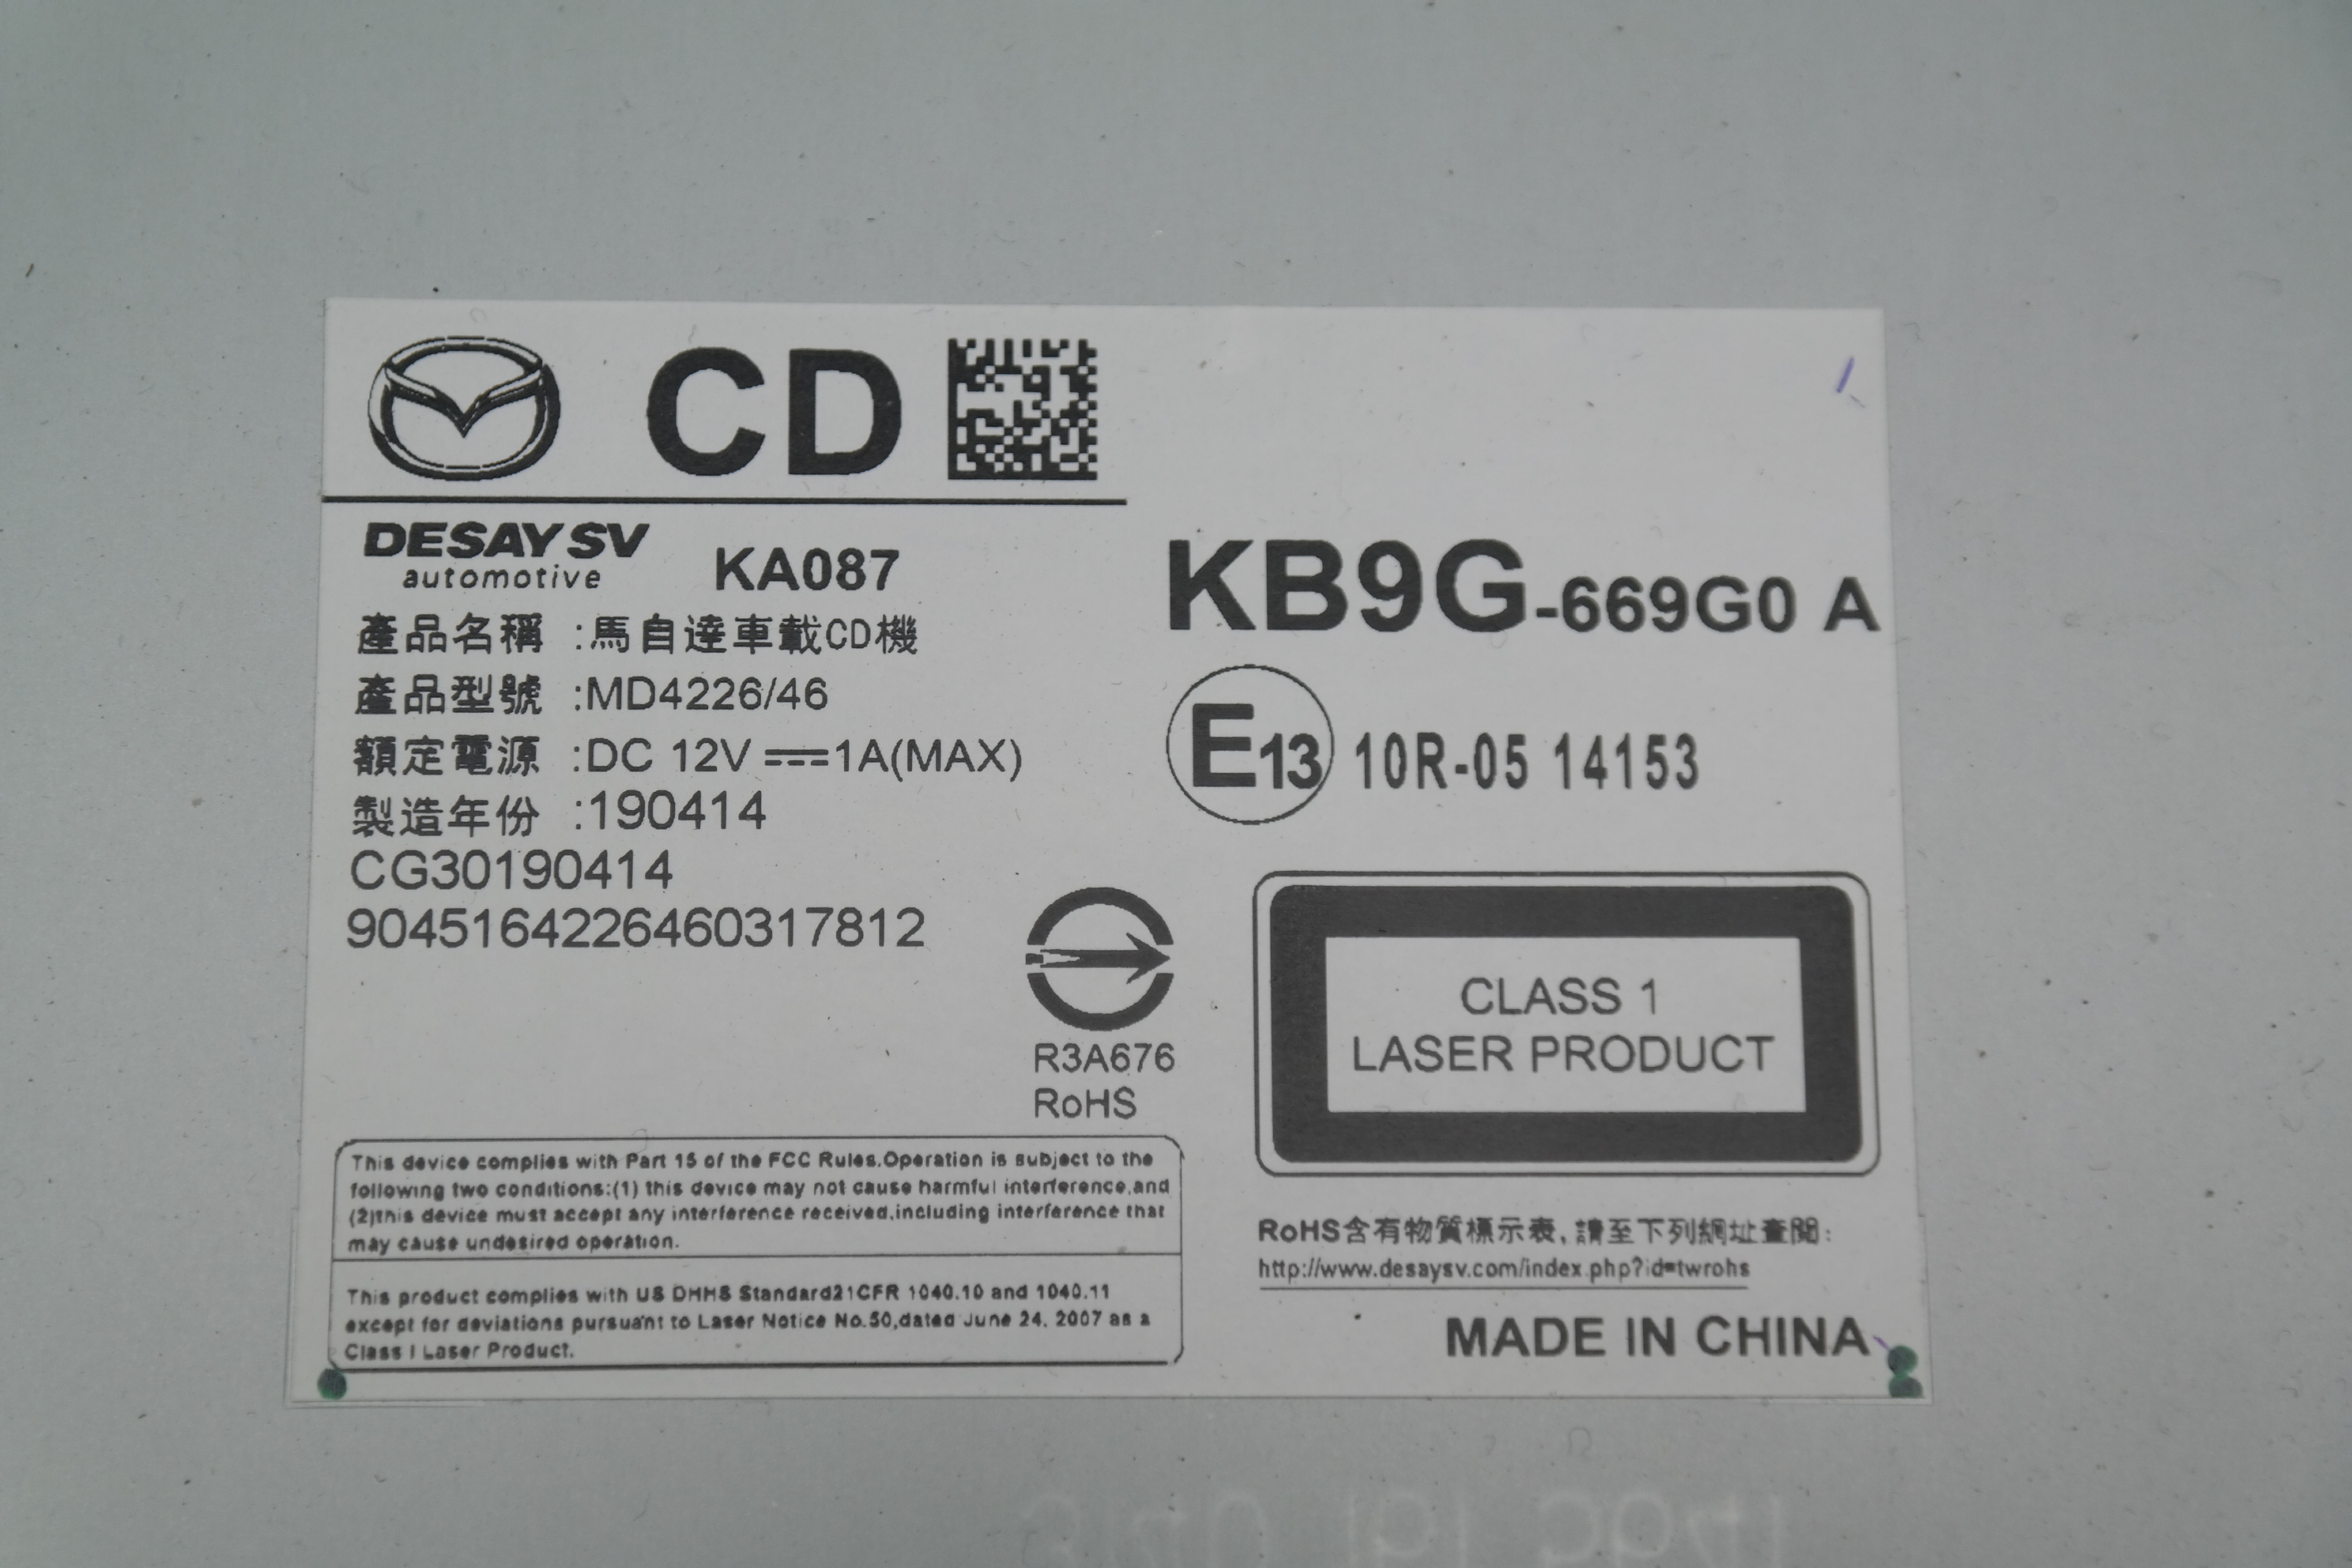 CD
DESAY SV
automotive
KA087
產品名稱 :馬自達車載CD機
產品型號 :MD4226/46
額定電源 :DC 12V ⎓1A(MAX)
製造年份 :190414
CG30190414
9045164226460317812
R3A676
RoHS
This device complies with Part 15 of the FCC Rules.Operation is subject to the
following two conditions:(1) this device may not cause harmful interference,and
(2)this device must accept any interference received,including interference that
may cause undesired operation.
This product complies with US DHHS Standard21CFR 1040.10 and 1040.11
except for deviations pursuant to Laser Notice No.50,dated June 24, 2007 as a
Class I Laser Product.
KB9G-669G0 A
E13 10R-05 14153
CLASS 1
LASER PRODUCT
RoHS含有物質標示表,請至下列網址查閱:
http://www.desaysv.com/index.php?id=twrohs
MADE IN CHINA